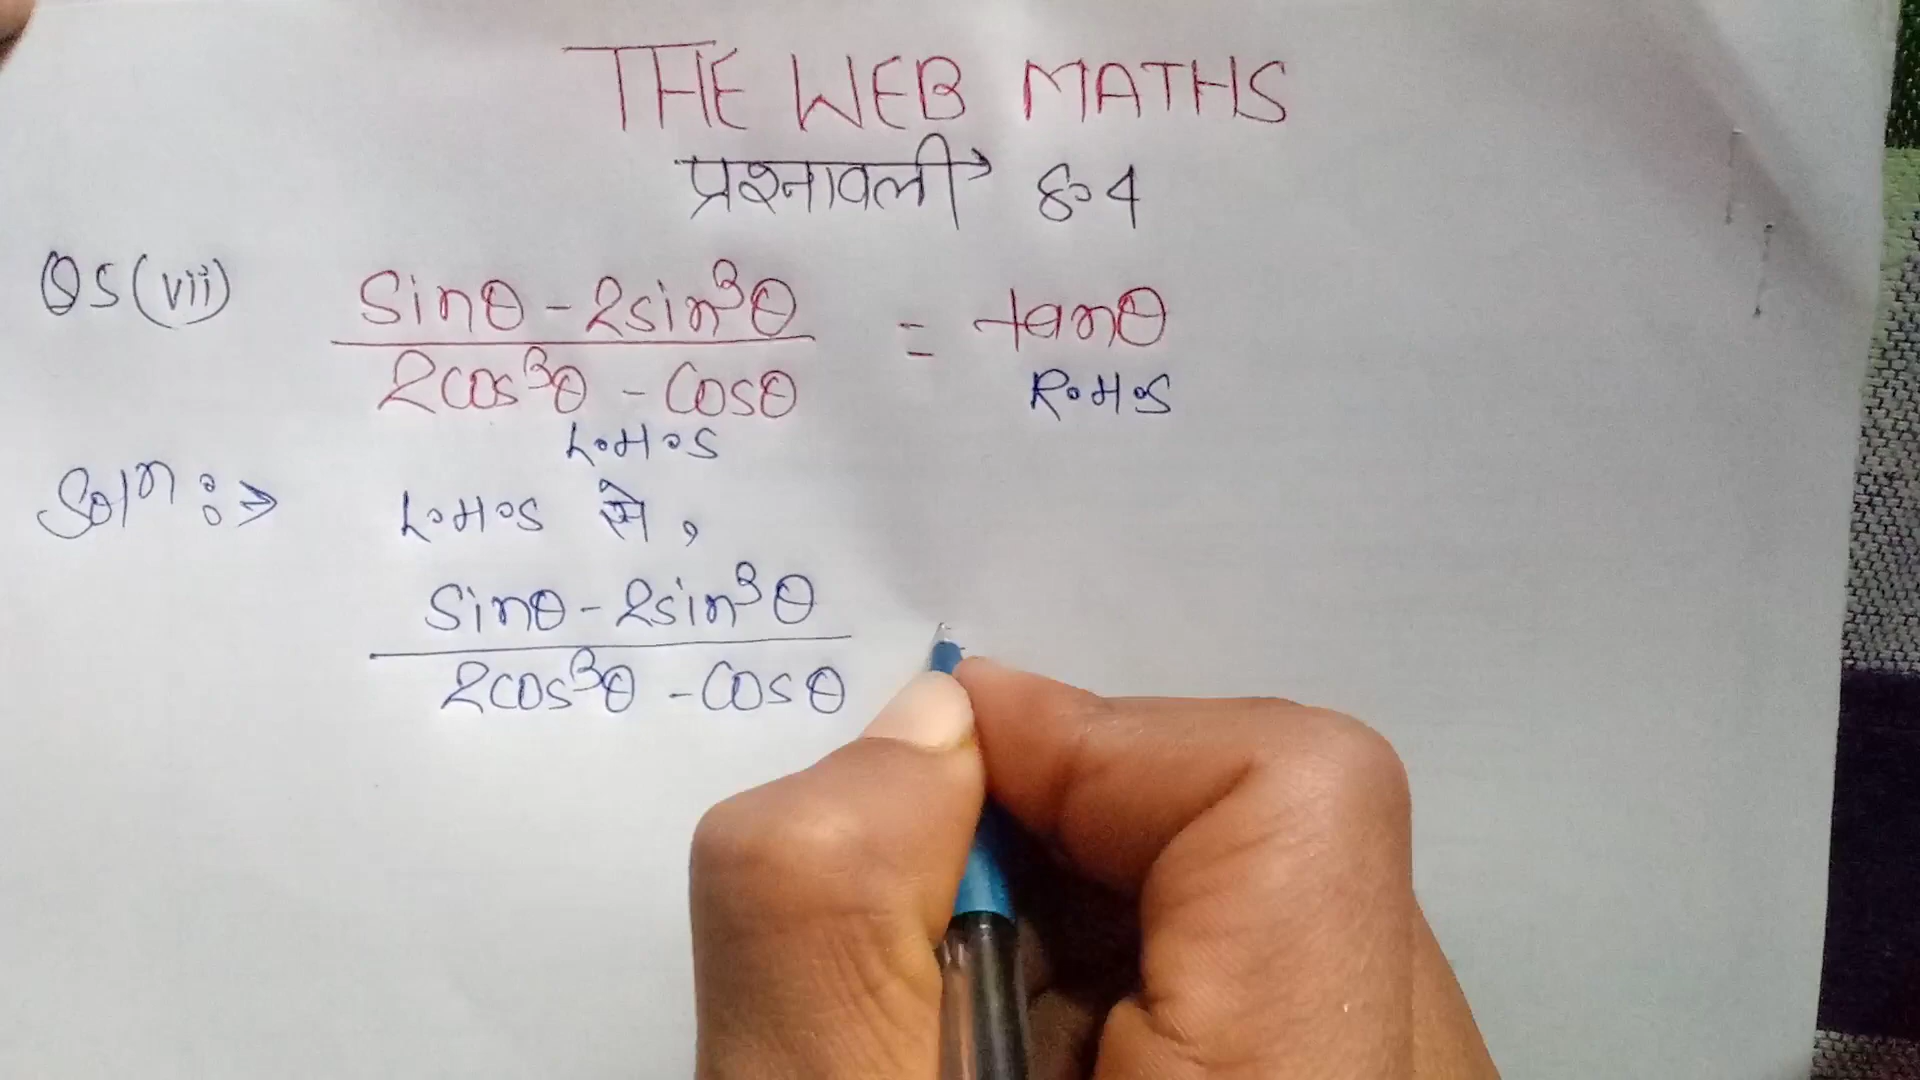 THE WEB MATHS
प्रश्नावली → 8.4
Q5(vii) sinθ - 2sin³θ = tanθ
2cos³θ - cosθ R.H.S
L.H.S
Solⁿ :→ L.H.S से,
sinθ - 2sin³θ
2cos³θ - cosθ